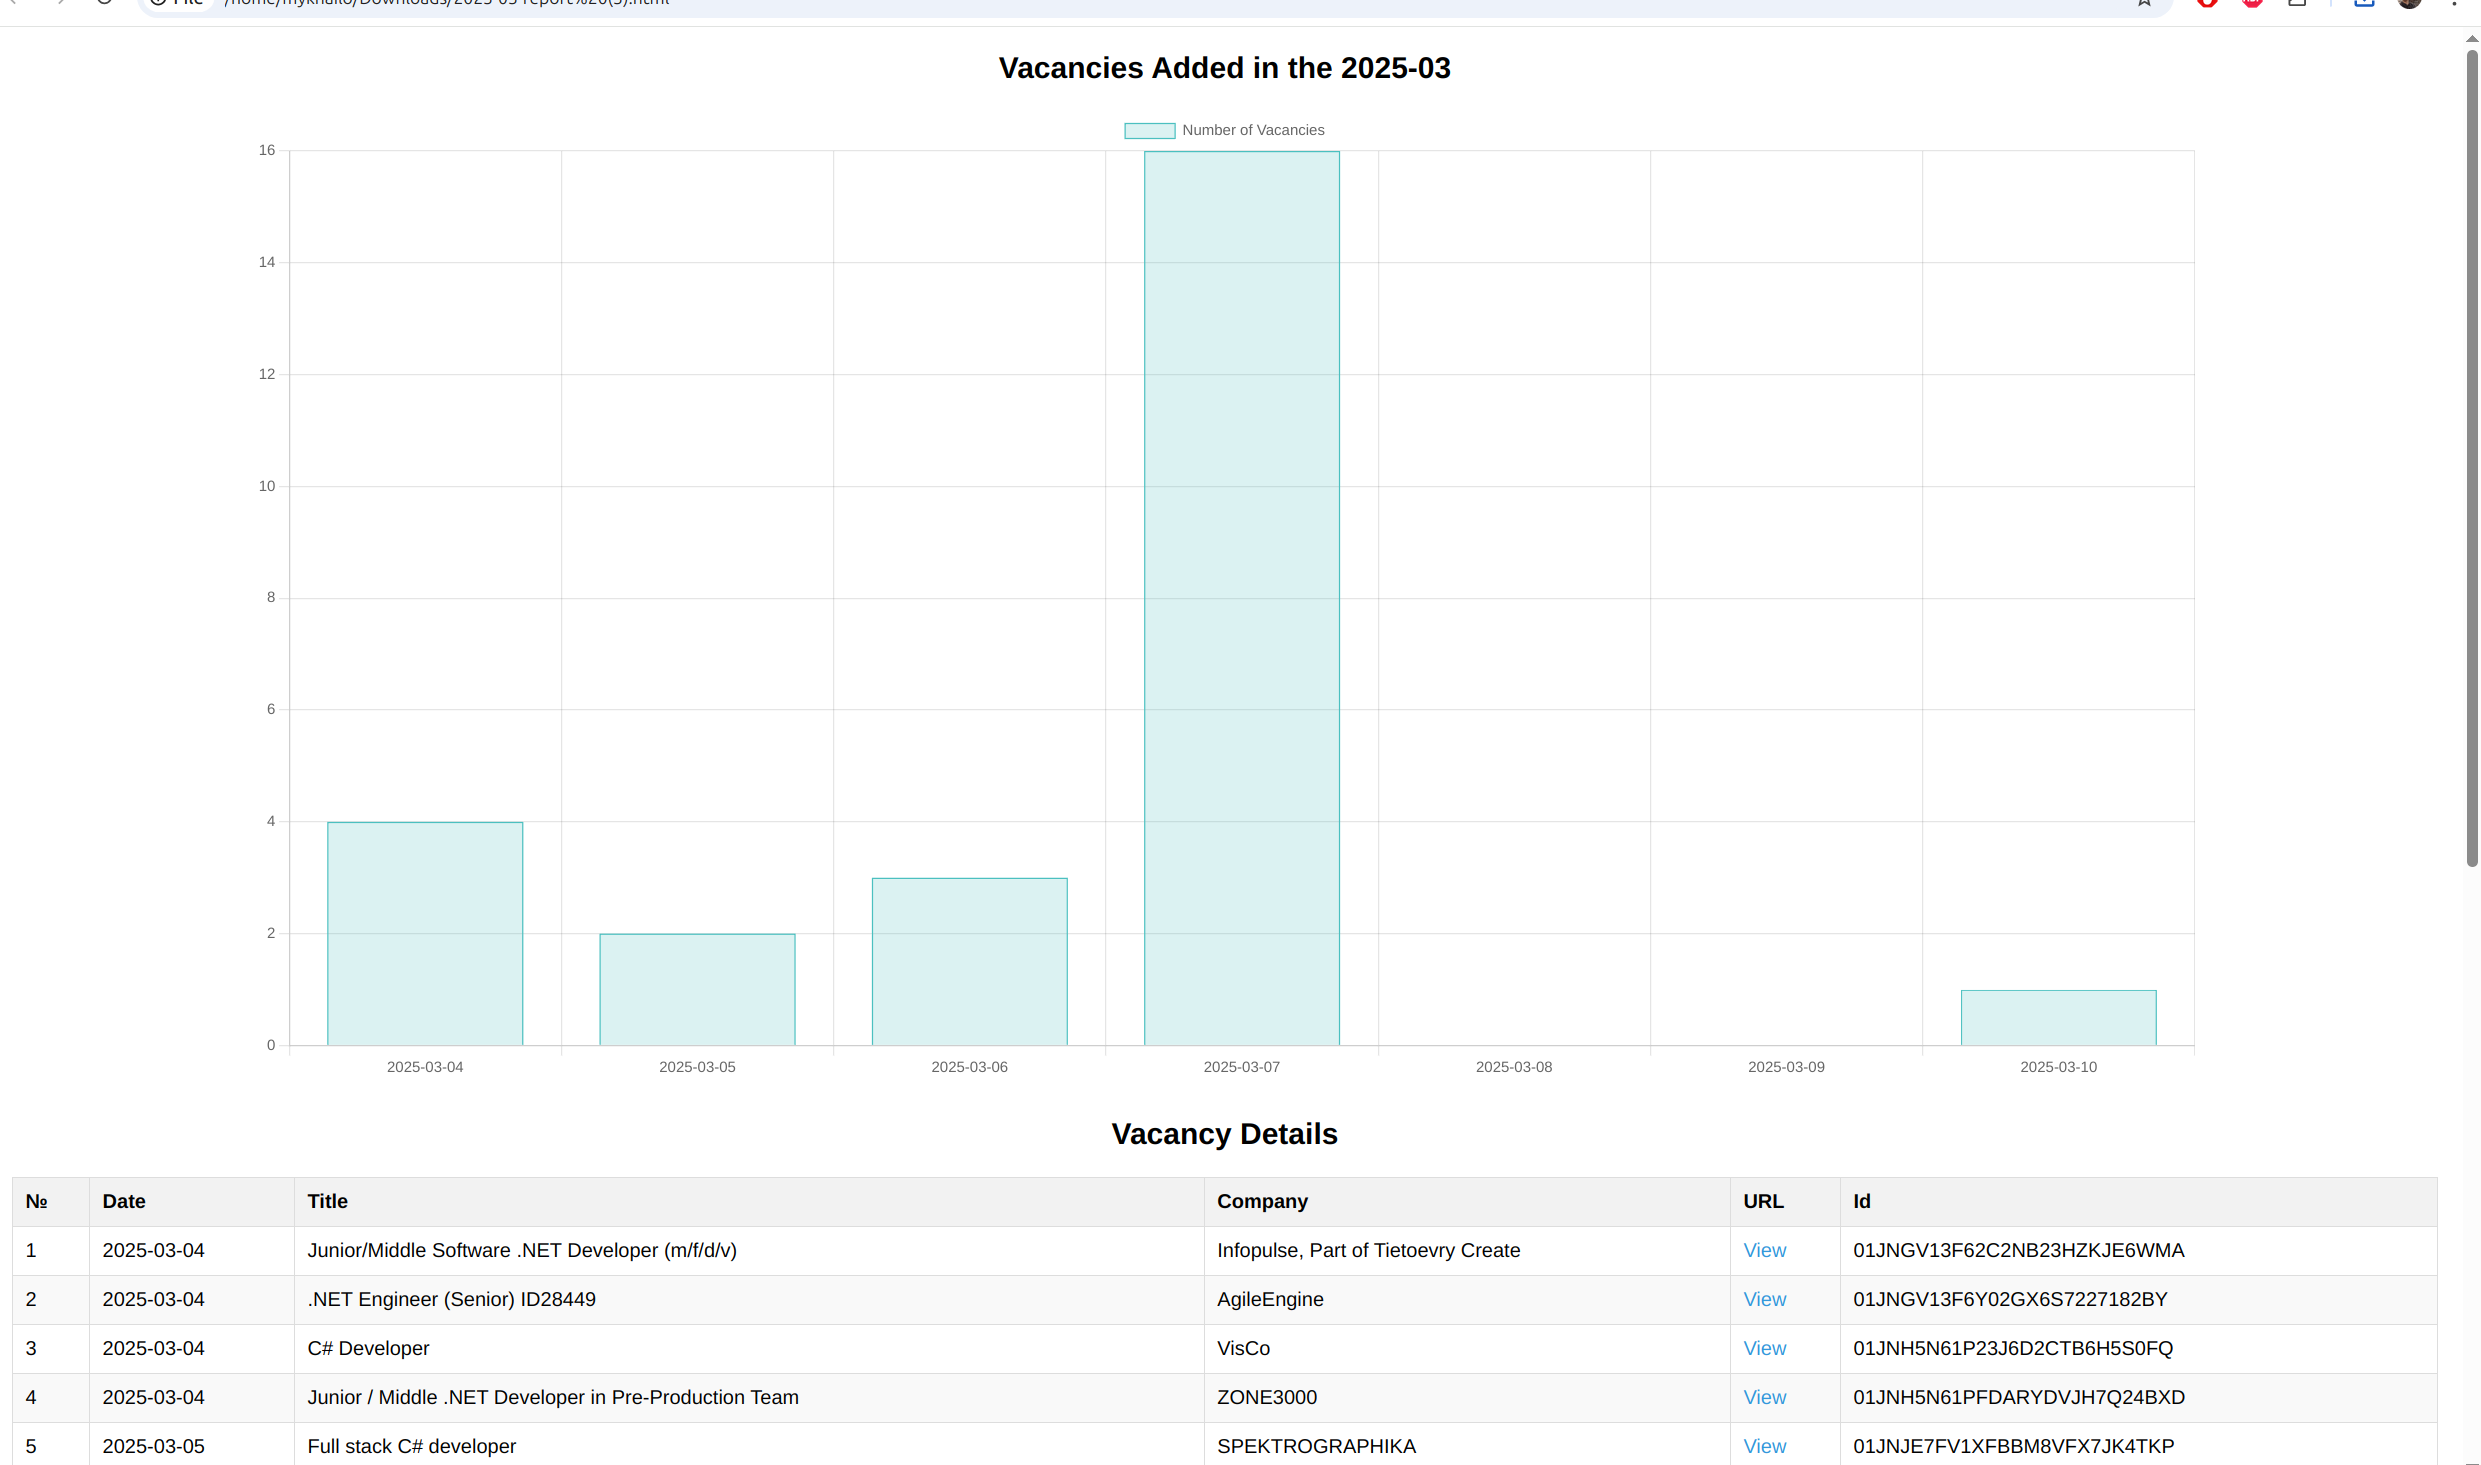 File /home/mykhailo/Downloads/2025-03-report%20(3).html
Vacancies Added in the 2025-03
Number of Vacancies
16
14
12
10
8
6
4
2
0
2025-03-04 2025-03-05 2025-03-06 2025-03-07 2025-03-08 2025-03-09 2025-03-10
Vacancy Details
№ Date Title Company URL Id
1 2025-03-04 Junior/Middle Software .NET Developer (m/f/d/v) Infopulse, Part of Tietoevry Create View 01JNGV13F62C2NB23HZKJE6WMA
2 2025-03-04 .NET Engineer (Senior) ID28449 AgileEngine View 01JNGV13F6Y02GX6S7227182BY
3 2025-03-04 C# Developer VisCo View 01JNH5N61P23J6D2CTB6H5S0FQ
4 2025-03-04 Junior / Middle .NET Developer in Pre-Production Team ZONE3000 View 01JNH5N61PFDARYDVJH7Q24BXD
5 2025-03-05 Full stack C# developer SPEKTROGRAPHIKA View 01JNJE7FV1XFBBM8VFX7JK4TKP